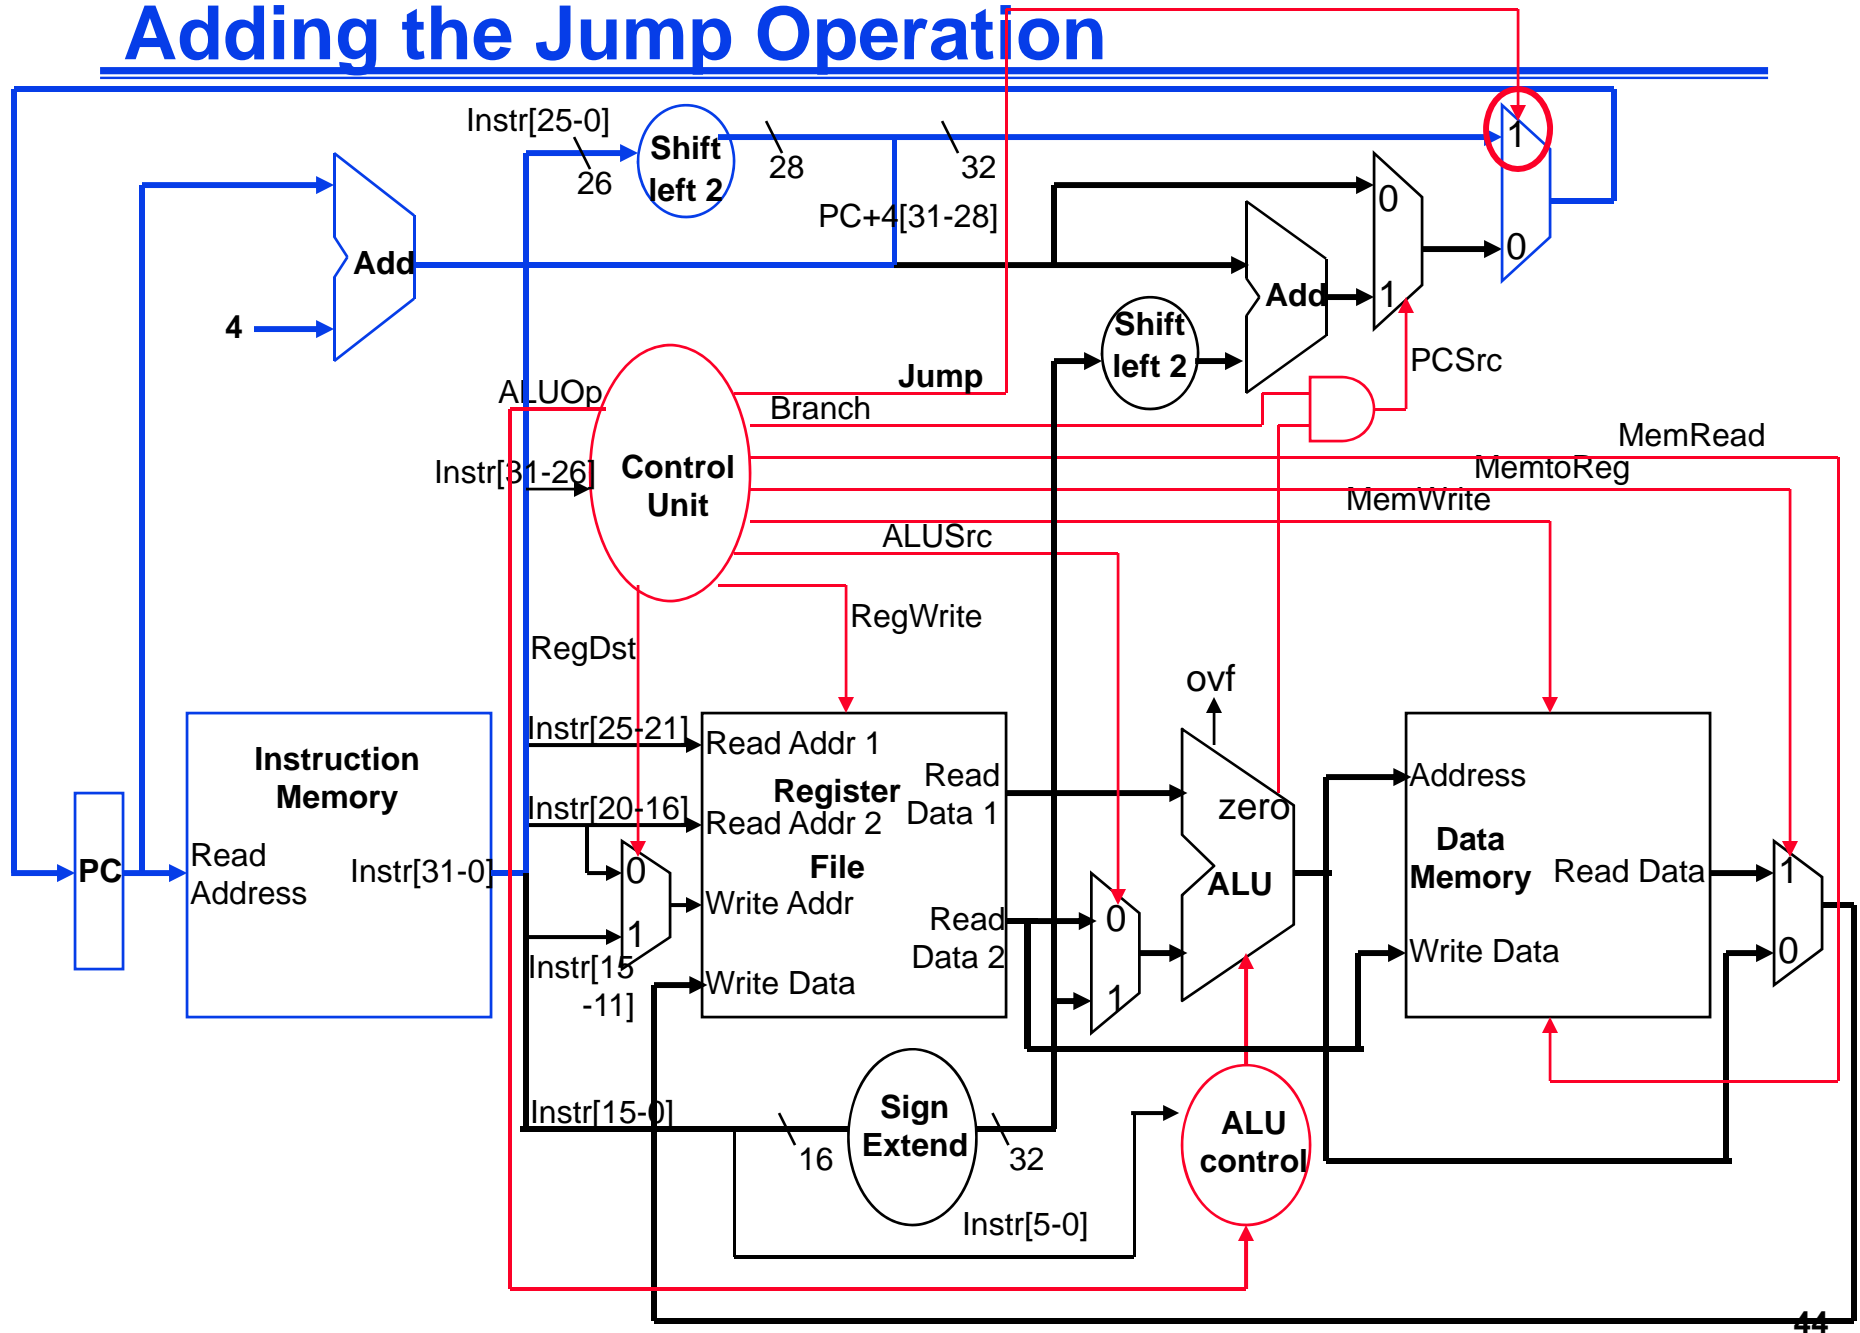 Adding the Jump Operation
Instr[25-0]
Shift
left 2
26
28
32
1
PC+4[31-28]
0
0
Add
Add
1
4
Shift
left 2
PCSrc
Jump
ALUOp
Branch
MemRead
Instr[31-26]
Control
Unit
MemtoReg
MemWrite
ALUSrc
RegWrite
RegDst
ovf
Instr[25-21]
Read Addr 1
Instruction
Memory
Read
Data 1
Register
Address
Instr[20-16]
Read Addr 2
zero
Data
Memory
PC
Read
Address
Instr[31-0]
0
File
ALU
Read Data
1
Write Addr
Read
Data 2
0
1
Write Data
0
Instr[15
-11]
Write Data
1
Instr[15-0]
Sign
Extend
16
32
ALU
control
Instr[5-0]
44